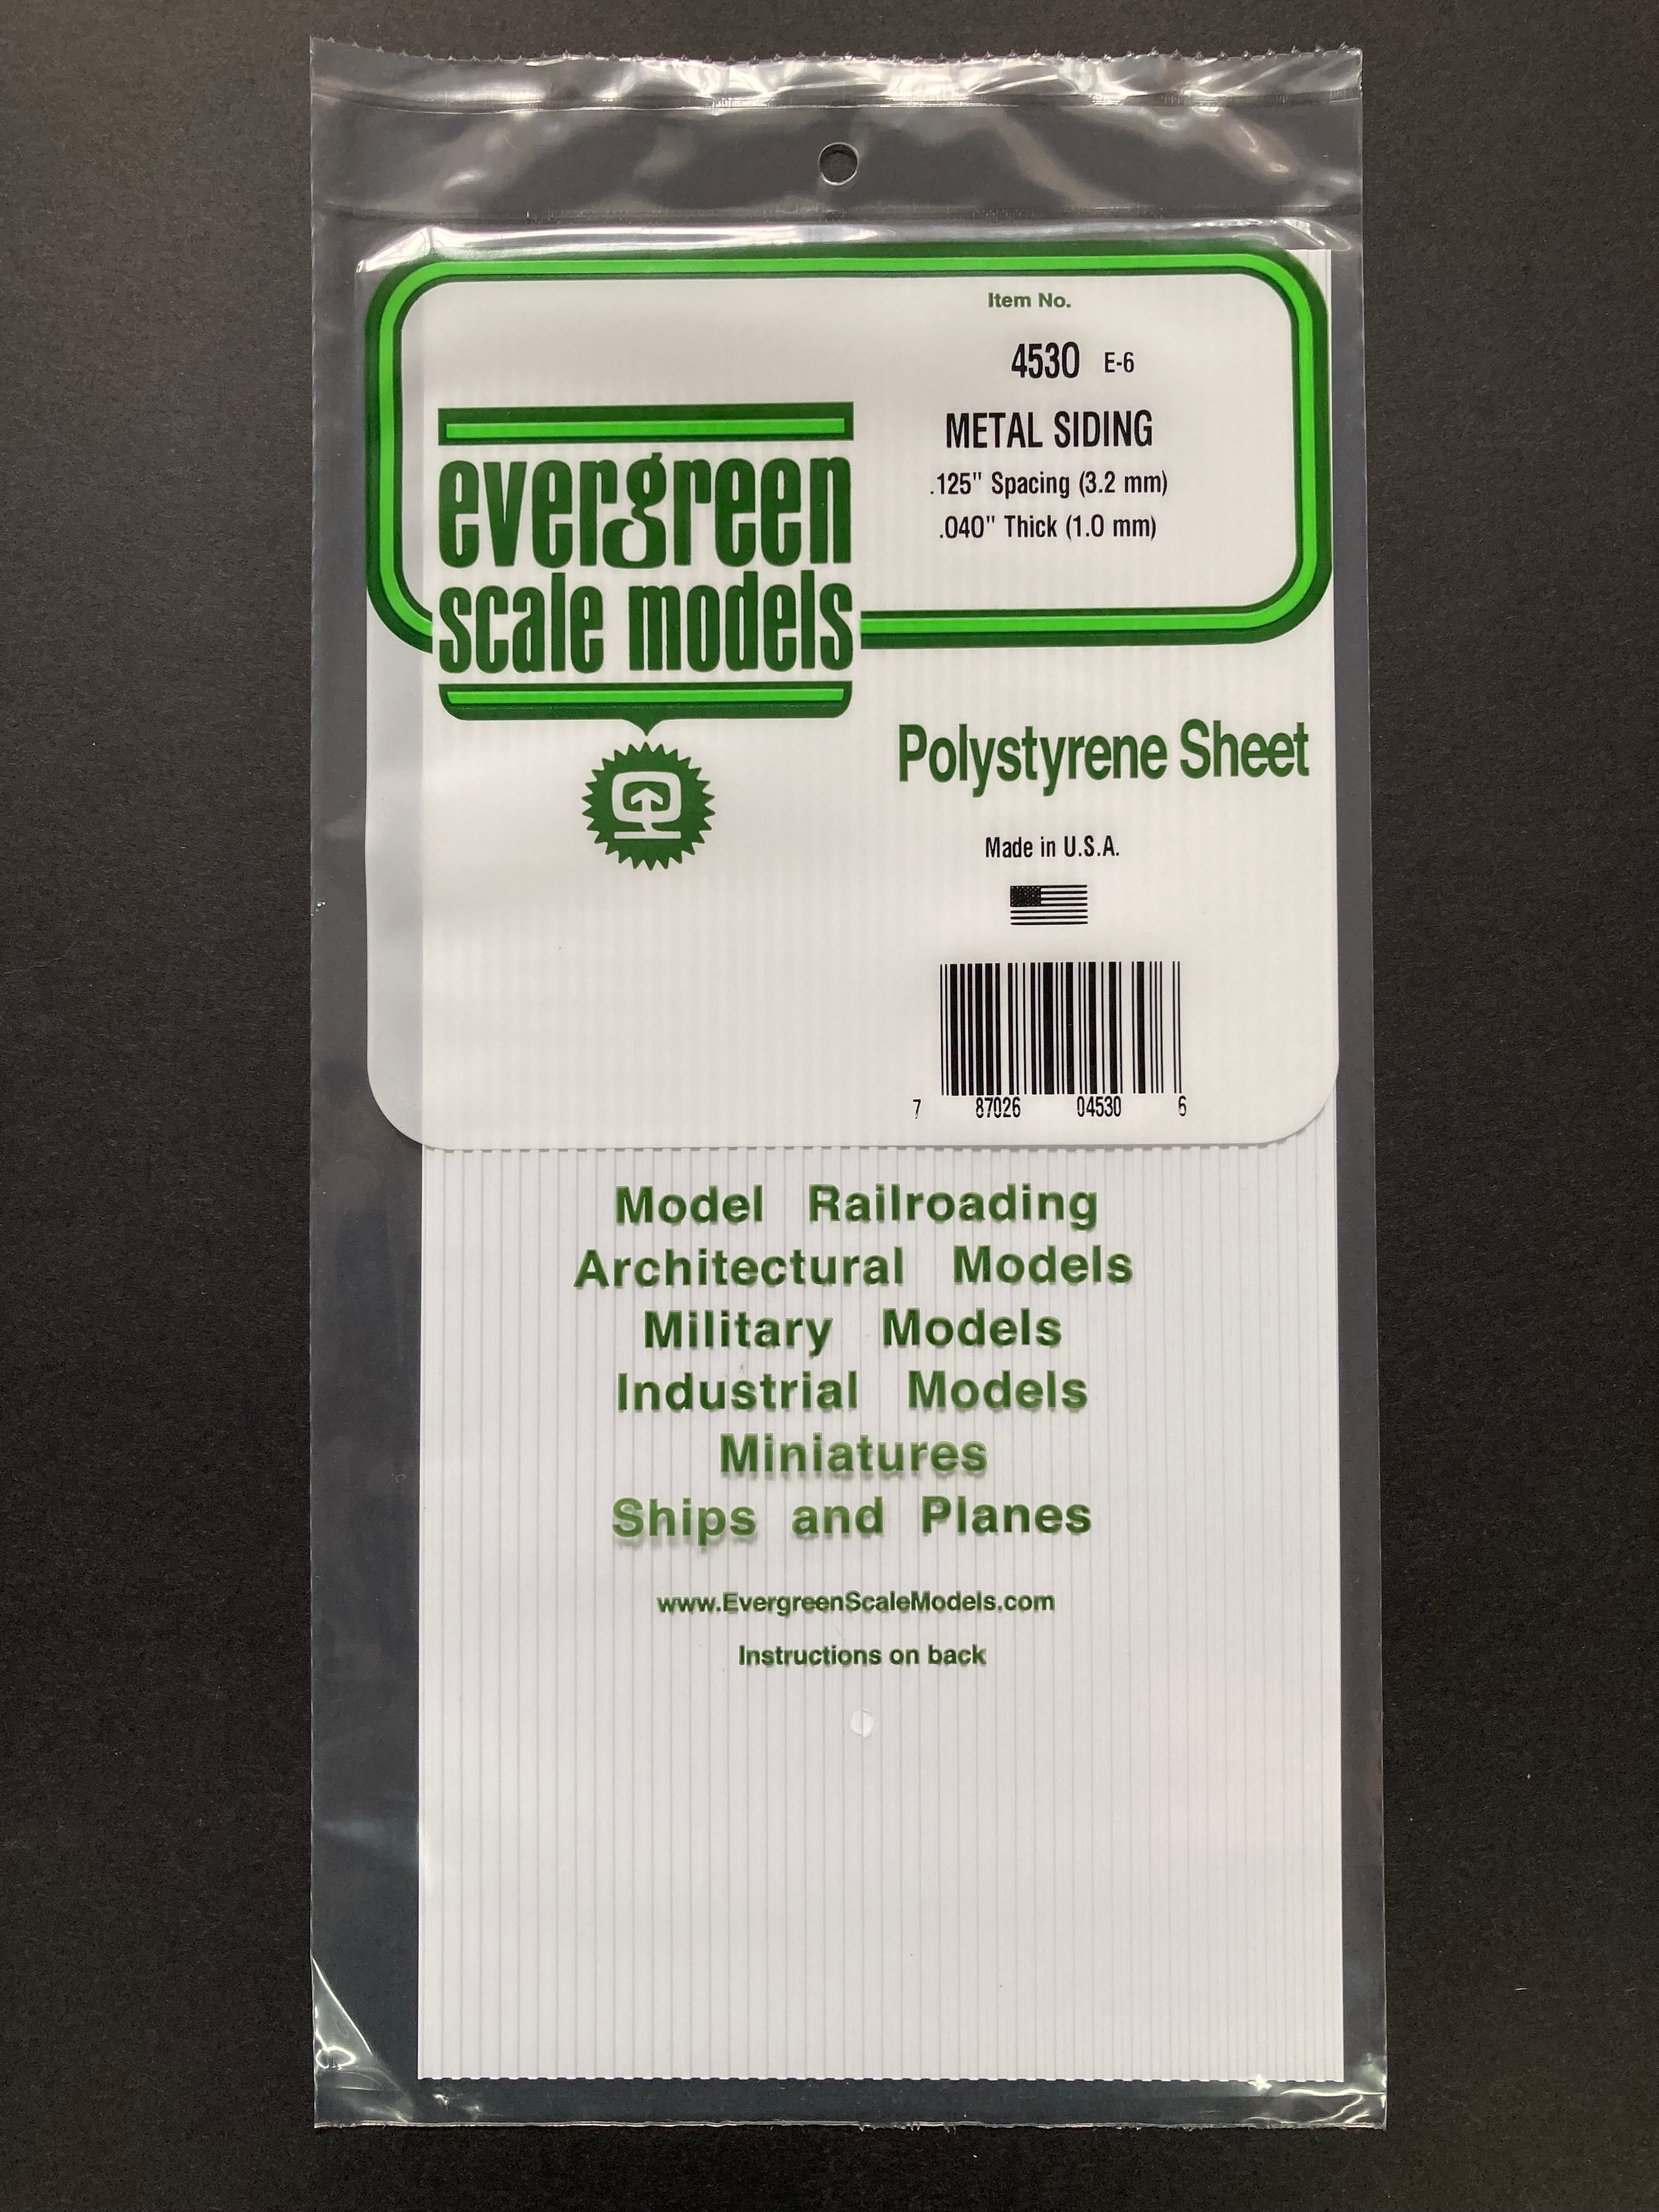 Item No.
4530 E-6
METAL SIDING
.125" Spacing (3.2 mm)
.040" Thick (1.0 mm)
evergreen
scale models
Polystyrene Sheet
Made in U.S.A.
7 87026 04530 6
Model Railroading
Architectural Models
Military Models
Industrial Models
Miniatures
Ships and Planes
www.EvergreenScaleModels.com
Instructions on back